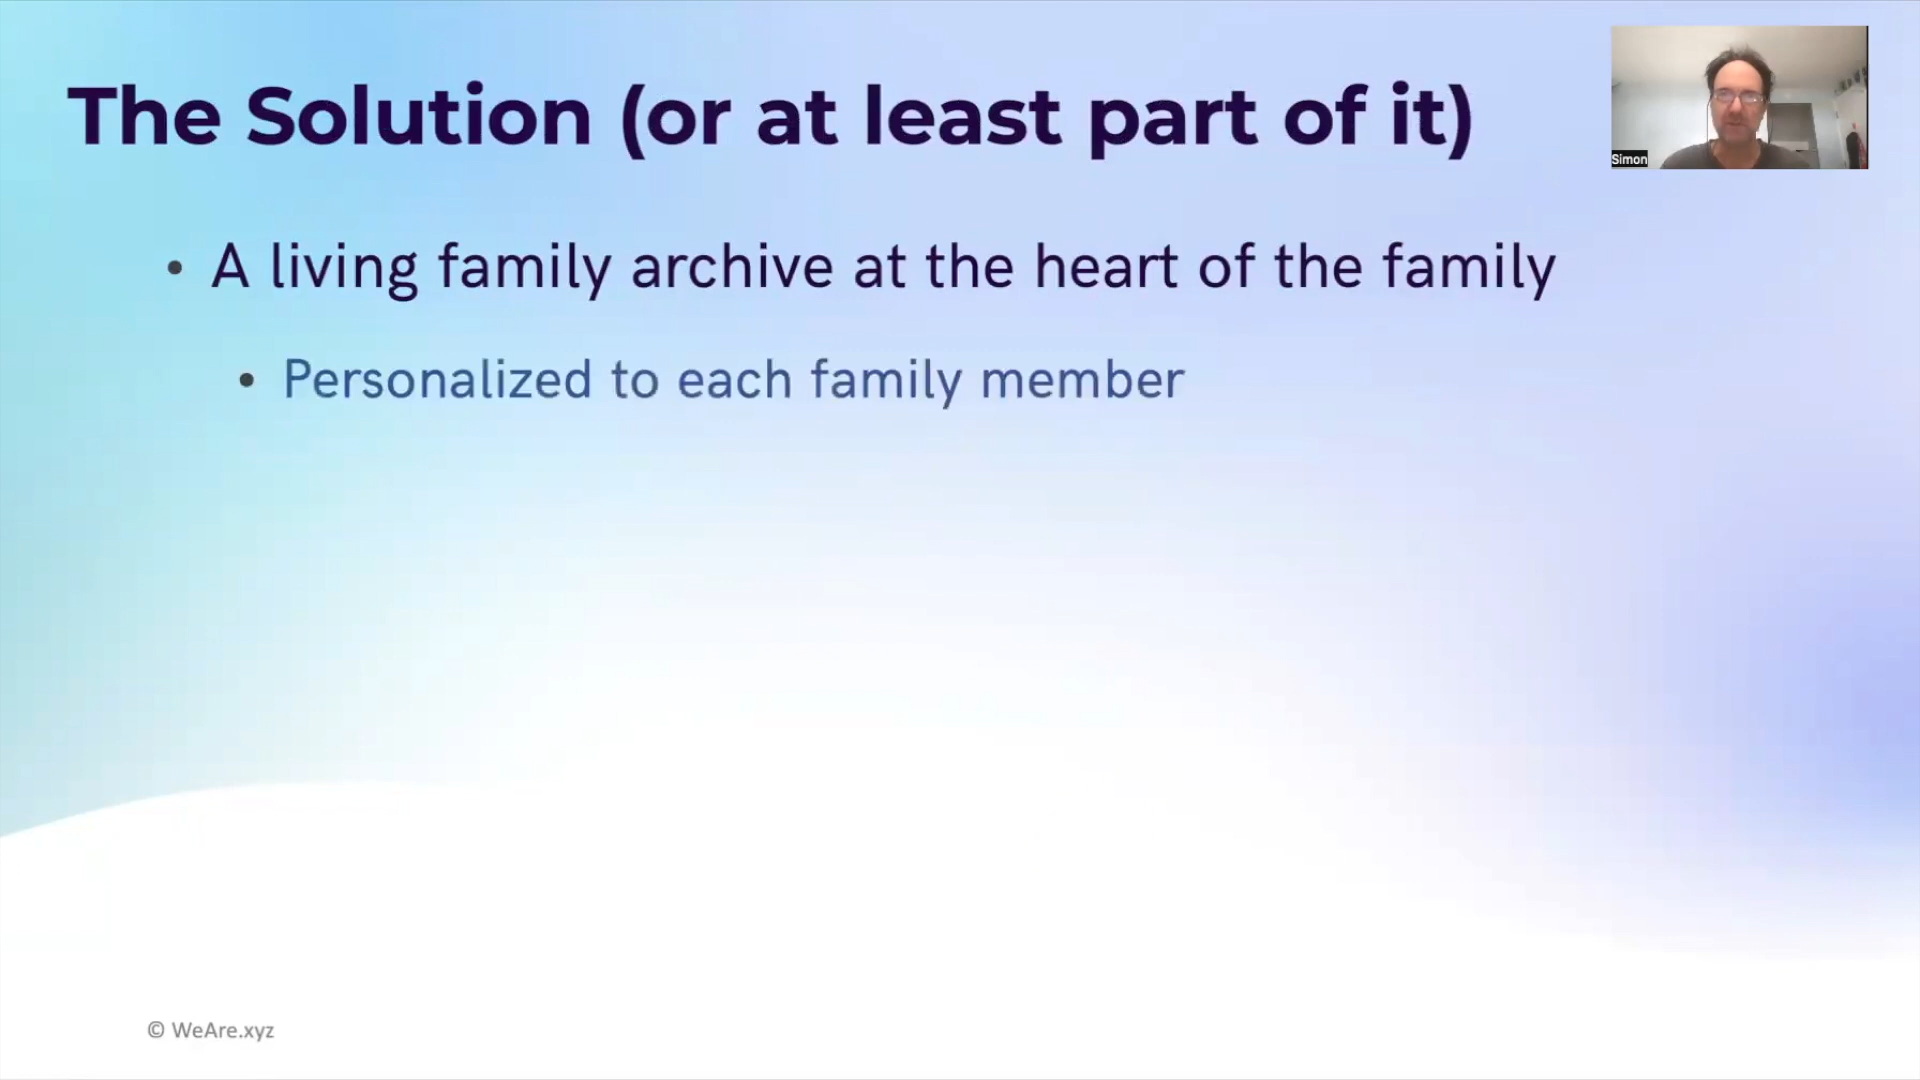 The Solution (or at least part of it)
Simon
• A living family archive at the heart of the family
• Personalized to each family member
© WeAre.xyz